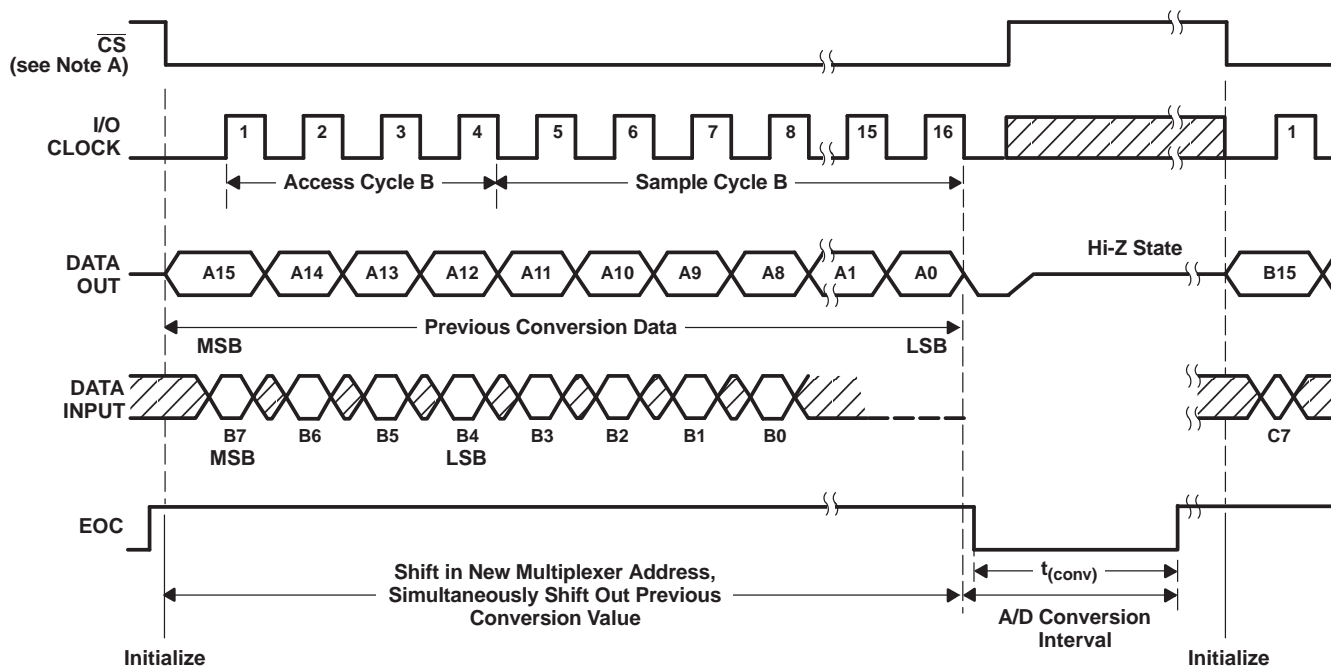 CS
(see Note A)
I/O
CLOCK
1 2 3 4 5 6 7 8 15 16 1
Access Cycle B Sample Cycle B
Hi-Z State
DATA
OUT
A15 A14 A13 A12 A11 A10 A9 A8 A1 A0 B15
Previous Conversion Data
MSB LSB
DATA
INPUT
B7 B6 B5 B4 B3 B2 B1 B0 C7
MSB LSB
EOC
t(conv)
Shift in New Multiplexer Address,
Simultaneously Shift Out Previous
Conversion Value
A/D Conversion
Interval
Initialize Initialize